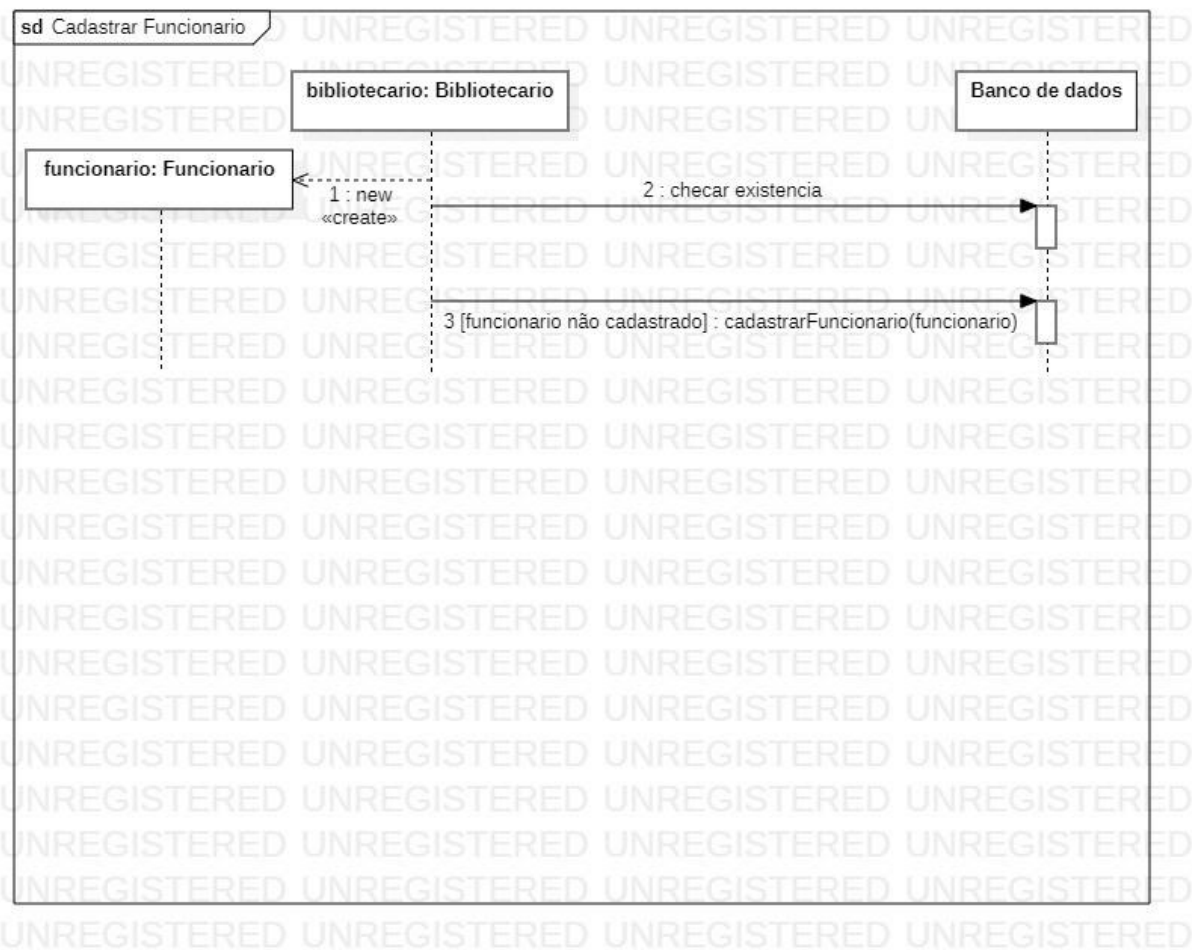 sd Cadastrar Funcionario
bibliotecario: Bibliotecario
Banco de dados
funcionario: Funcionario
1 : new
«create»
2 : checar existencia
3 [funcionario não cadastrado] : cadastrarFuncionario(funcionario)
UNREGISTERED